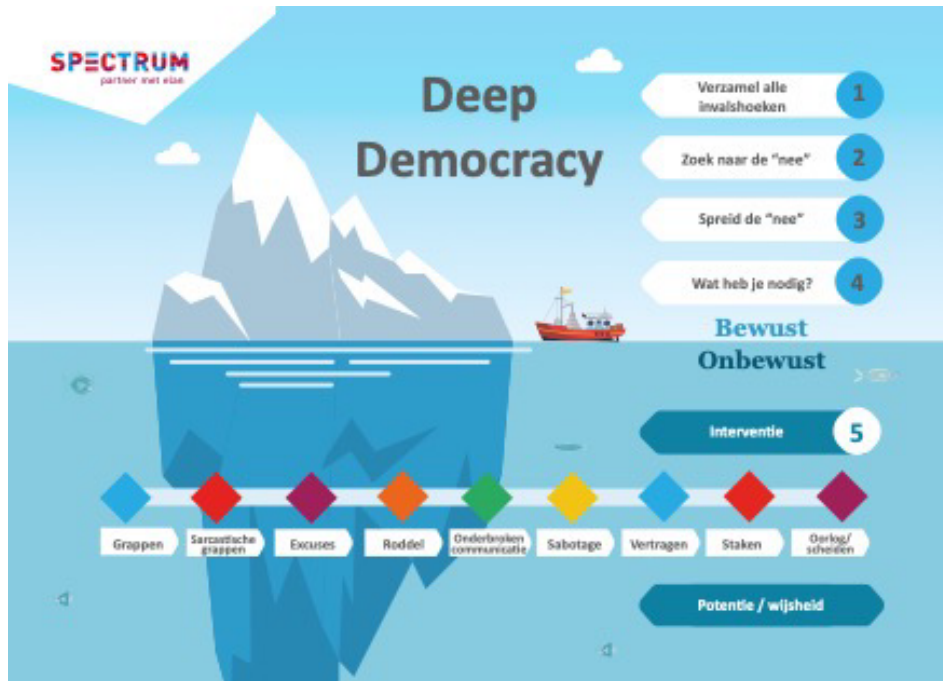 SPECTRUM
partner met elan
Deep
Democracy
Verzamel alle
invalshoeken
1
Zoek naar de "nee"
2
Spreid de "nee"
3
Wat heb je nodig?
4
Bewust
Onbewust
Interventie
5
Grappen
Sarcastische
grappen
Excuses
Roddel
Onderbroken
communicatie
Sabotage
Vertragen
Staken
Oorlog/
scheiden
Potentie / wijsheid